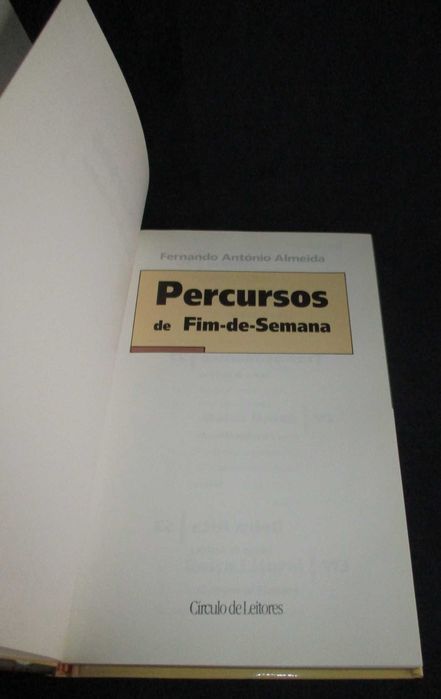 Fernando António Almeida
Percursos
de Fim-de-Semana
Círculo de Leitores